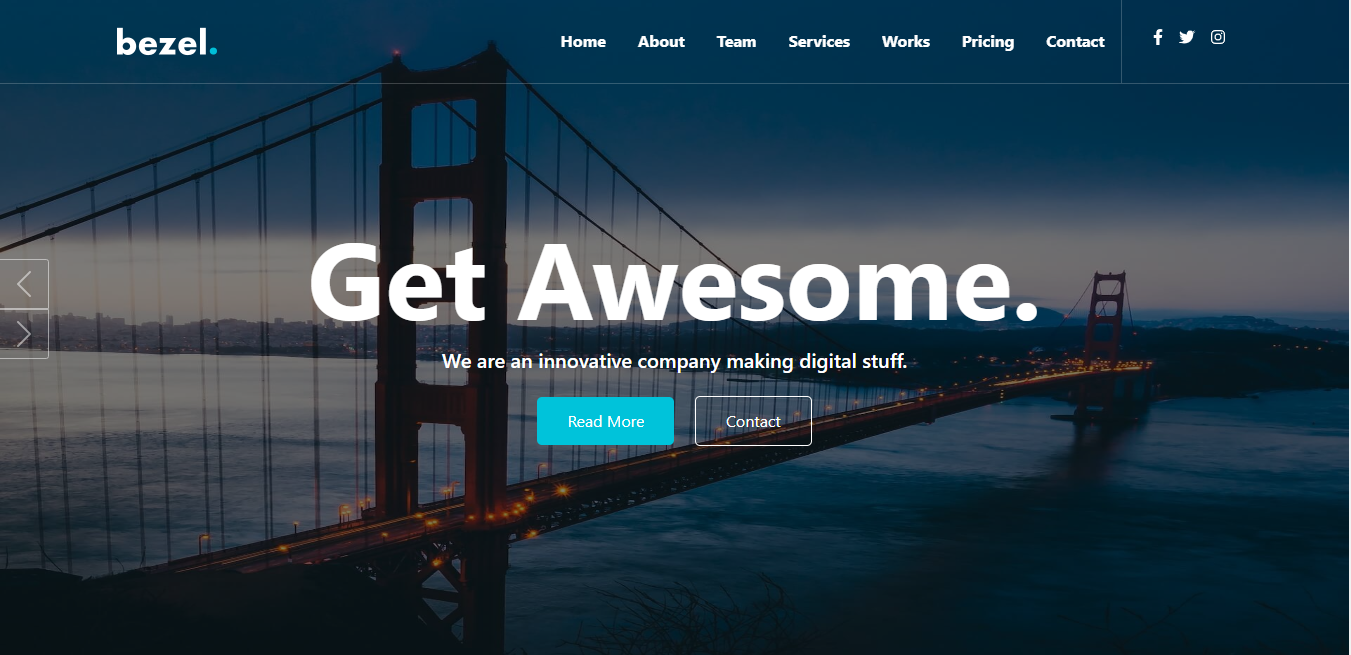 bezel.
Home About Team Services Works Pricing Contact
Get Awesome.
We are an innovative company making digital stuff.
Read More Contact